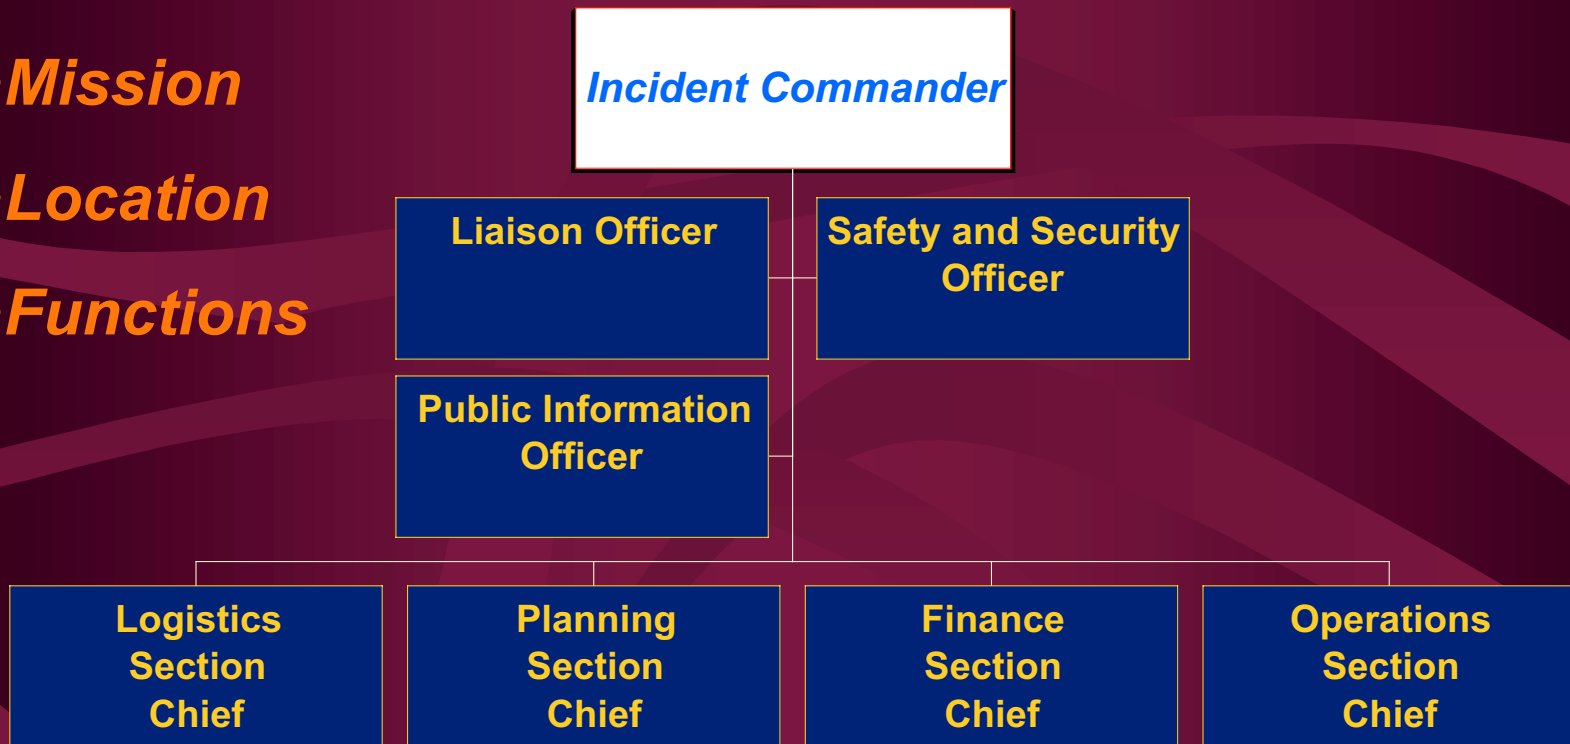 Mission
Location
Functions
Incident Commander
Liaison Officer
Safety and Security
Officer
Public Information
Officer
Logistics
Section
Chief
Planning
Section
Chief
Finance
Section
Chief
Operations
Section
Chief